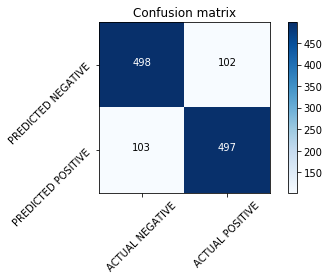 Confusion matrix
PREDICTED NEGATIVE
498 102
PREDICTED POSITIVE
103 497
ACTUAL NEGATIVE
ACTUAL POSITIVE
450
400
350
300
250
200
150